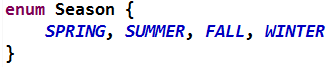 enum Season {
    SPRING, SUMMER, FALL, WINTER
}